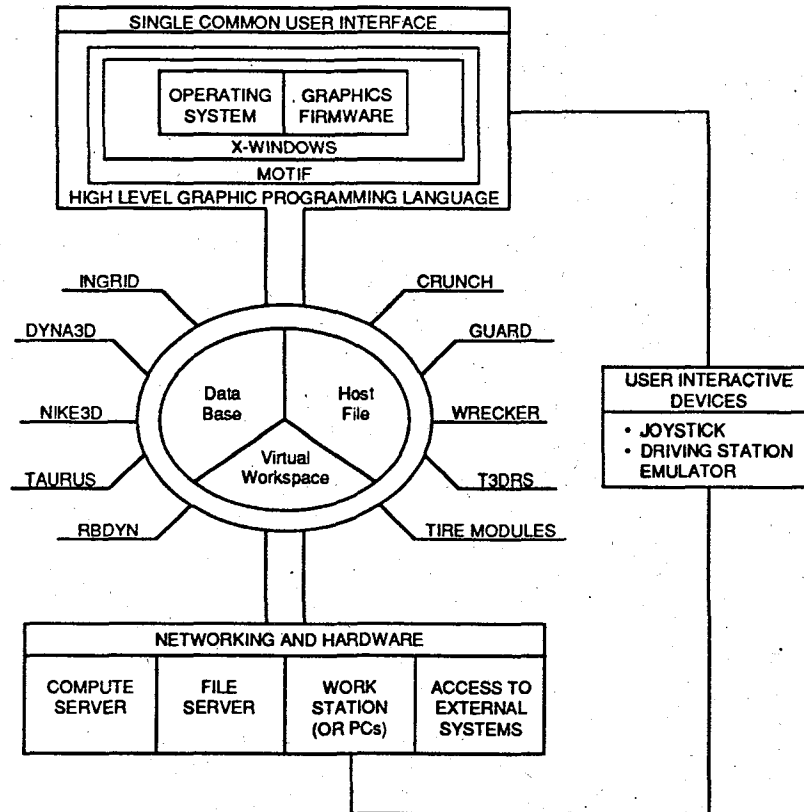 SINGLE COMMON USER INTERFACE
OPERATING SYSTEM
GRAPHICS FIRMWARE
X-WINDOWS
MOTIF
HIGH LEVEL GRAPHIC PROGRAMMING LANGUAGE
INGRID
CRUNCH
DYNA3D
GUARD
NIKE3D
WRECKER
TAURUS
T3DRS
RBDYN
TIRE MODULES
Data Base
Host File
Virtual Workspace
USER INTERACTIVE DEVICES
• JOYSTICK
• DRIVING STATION EMULATOR
NETWORKING AND HARDWARE
COMPUTE SERVER
FILE SERVER
WORK STATION (OR PCs)
ACCESS TO EXTERNAL SYSTEMS